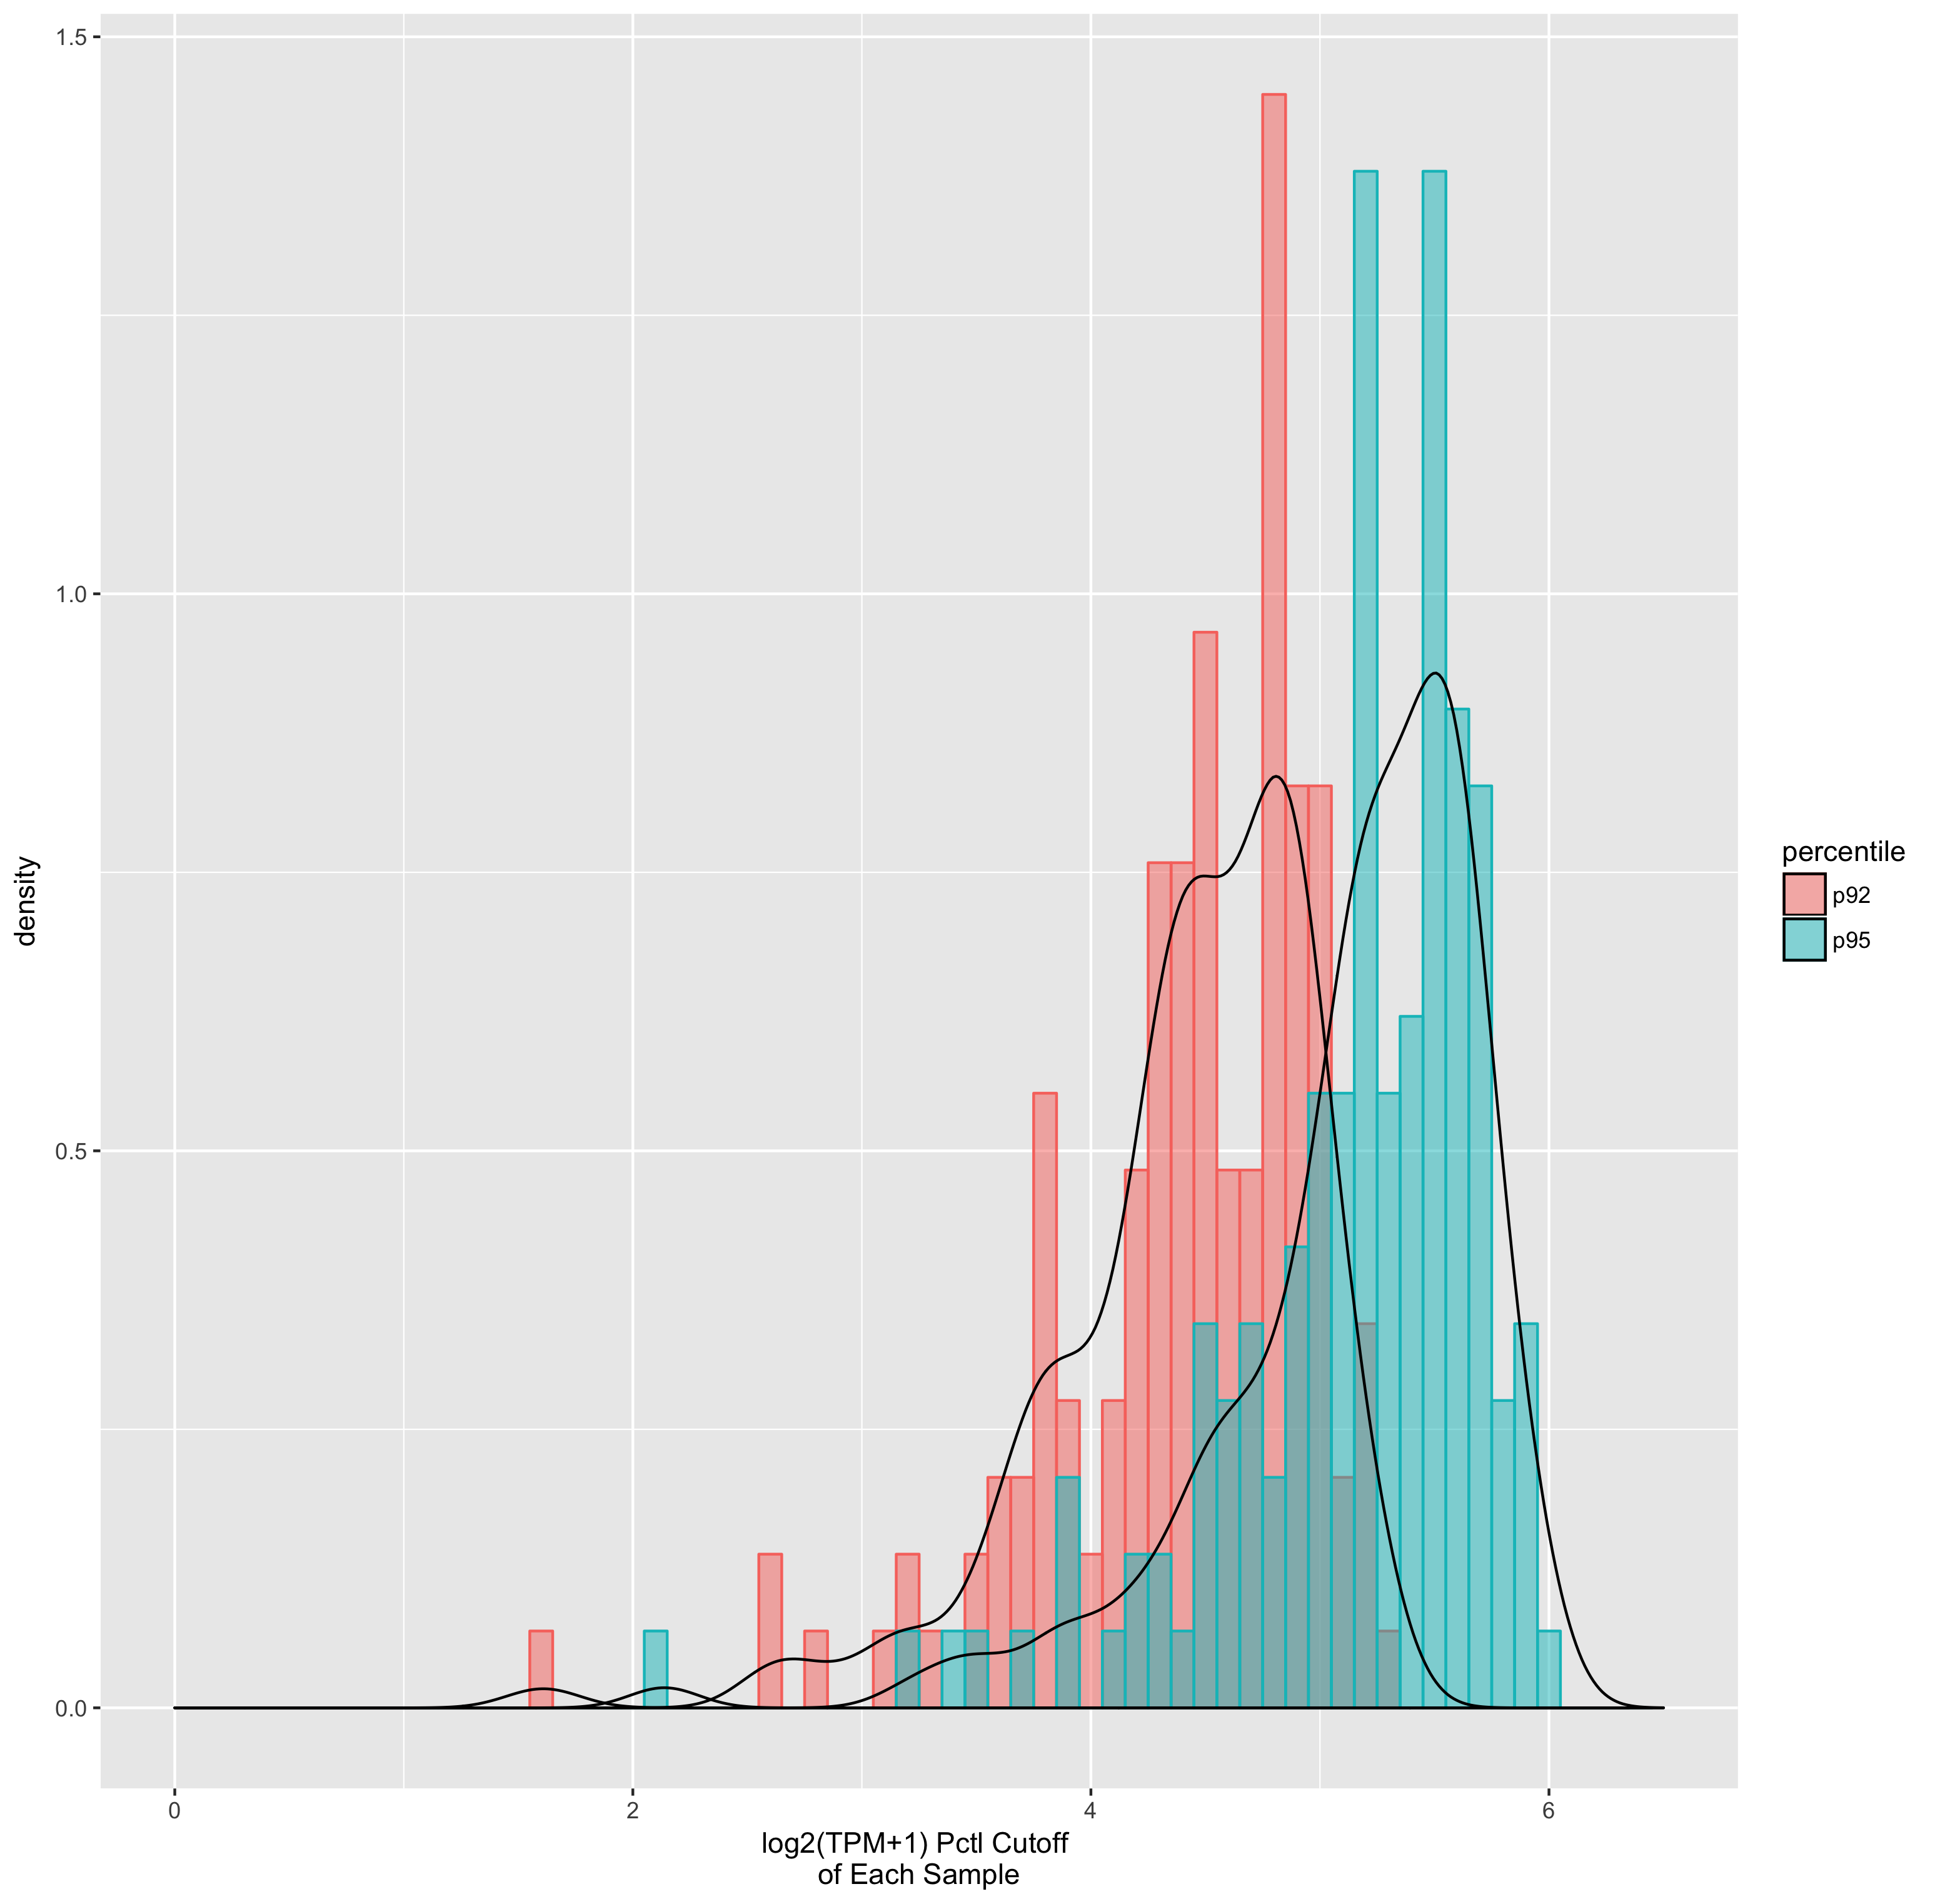 1.5
1.0
0.5
0.0
density
0
2
4
6
log2(TPM+1) Pctl Cutoff
of Each Sample
percentile
p92
p95